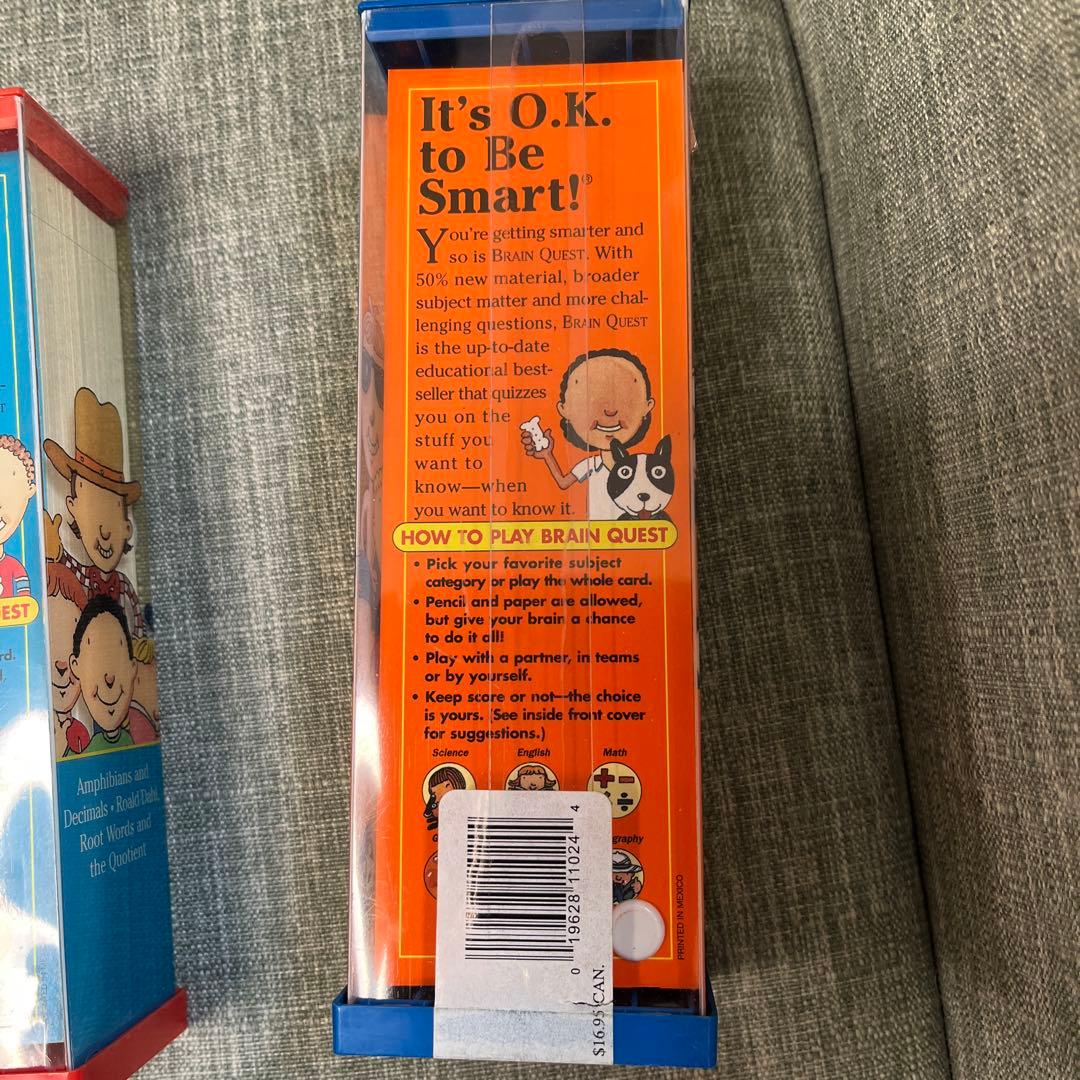 It's O.K.
to Be
Smart!®
You're getting smarter and
so is BRAIN QUEST. With
50% new material, broader
subject matter and more chal-
lenging questions, BRAIN QUEST
is the up-to-date
educational best-
seller that quizzes
you on the
stuff you
want to
know—when
you want to know it.
HOW TO PLAY BRAIN QUEST
• Pick your favorite subject
category or play the whole card.
• Pencil and paper are allowed,
but give your brain a chance
to do it all!
• Play with a partner, in teams
or by yourself.
• Keep score or not—the choice
is yours. (See inside front cover
for suggestions.)
Science English Math
G
graphy
0 19628 11024 4
$16.95 CAN.
PRINTED IN MEXICO
EST
rd.
Amphibians and
Decimals • Roald Dahl,
Root Words and
the Quotient